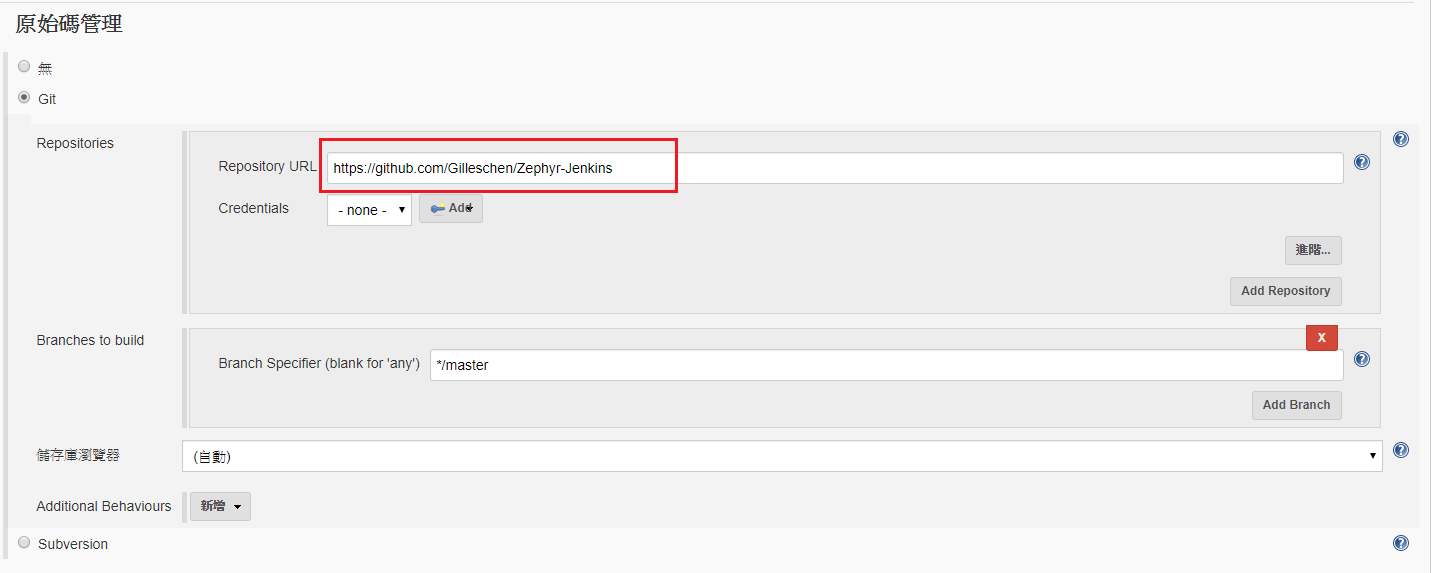 原始碼管理
無
Git
Repositories
Repository URL https://github.com/Gilleschen/Zephyr-Jenkins
Credentials - none - Add
進階...
Add Repository
Branches to build
X
Branch Specifier (blank for 'any') */master
Add Branch
儲存庫瀏覽器 (自動)
Additional Behaviours 新增
Subversion